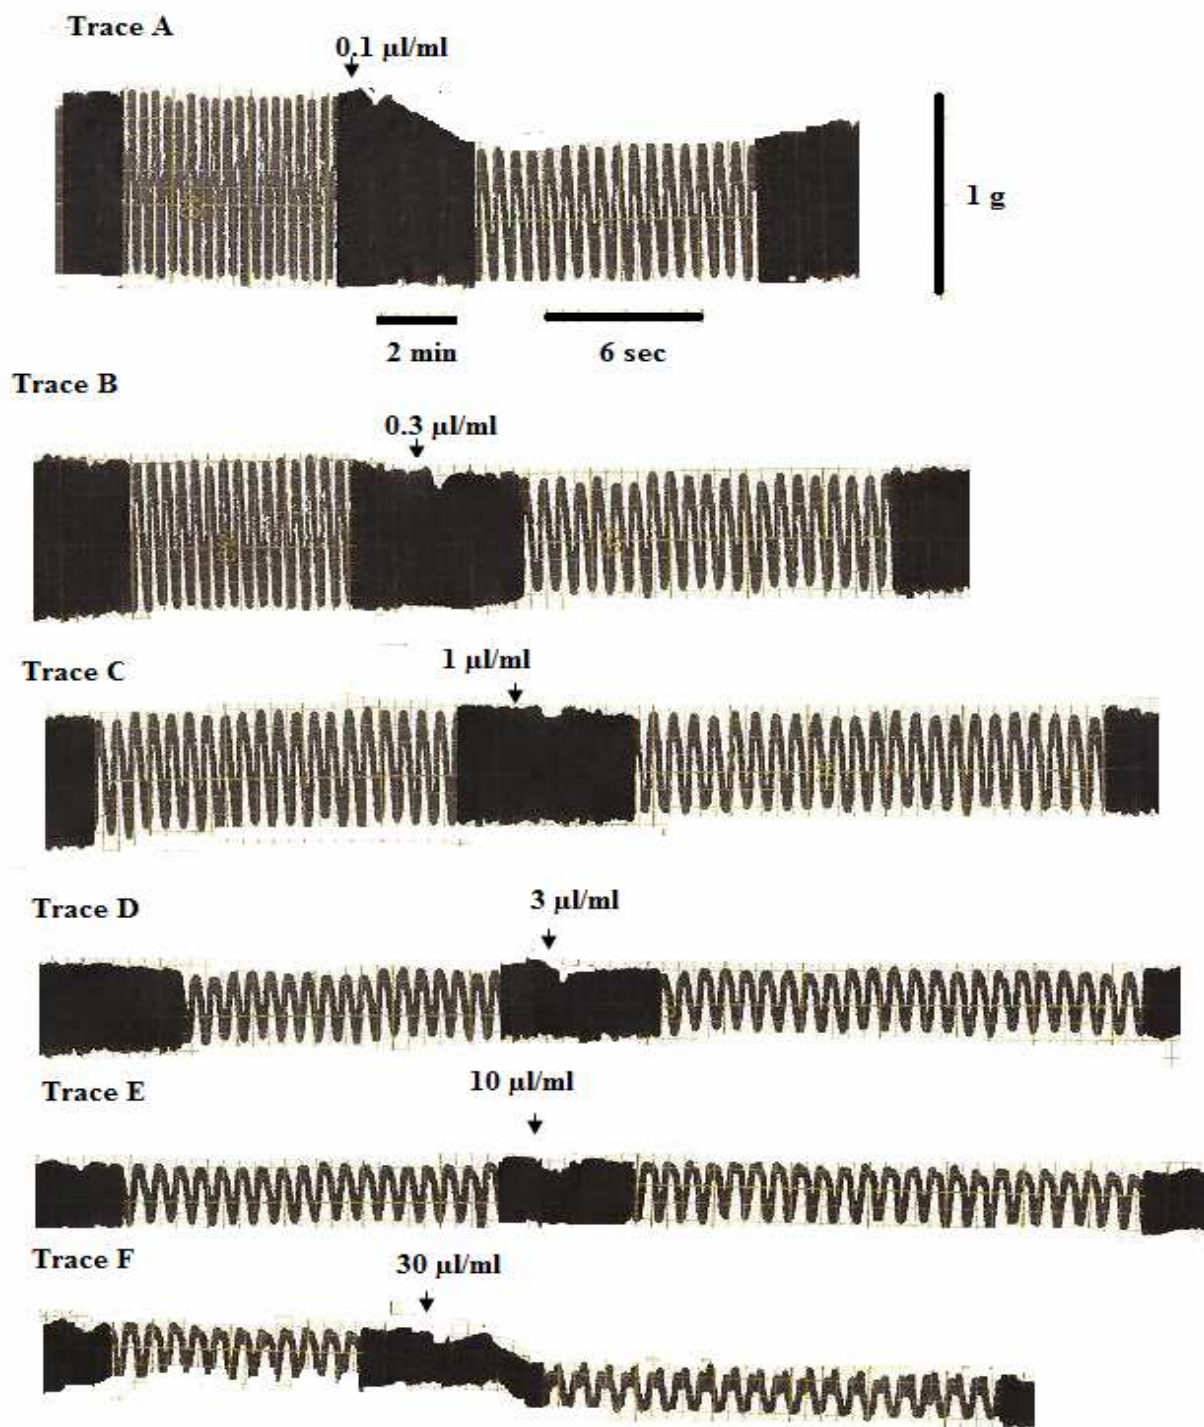 Trace A
0.1 µl/ml
1 g
2 min
6 sec
Trace B
0.3 µl/ml
Trace C
1 µl/ml
Trace D
3 µl/ml
Trace E
10 µl/ml
Trace F
30 µl/ml